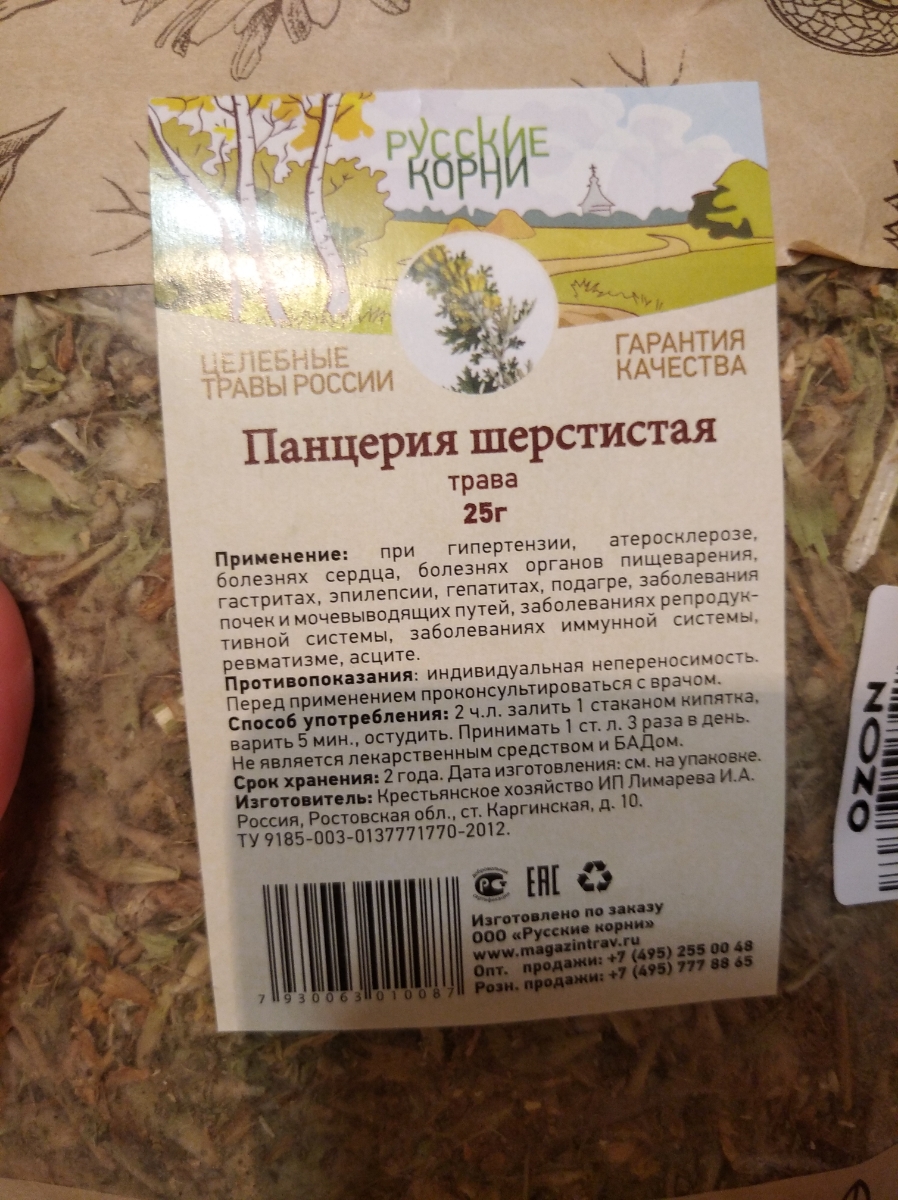 РУССКИЕ
КОРНИ
ЦЕЛЕБНЫЕ
ТРАВЫ РОССИИ
ГАРАНТИЯ
КАЧЕСТВА
Панцерия шерстистая
трава
25г
Применение: при гипертензии, атеросклерозе,
болезнях сердца, болезнях органов пищеварения,
гастритах, эпилепсии, гепатитах, подагре, заболевания
почек и мочевыводящих путей, заболеваниях репродук-
тивной системы, заболеваниях иммунной системы,
ревматизме, асците.
Противопоказания: индивидуальная непереносимость.
Перед применением проконсультироваться с врачом.
Способ употребления: 2 ч.л. залить 1 стаканом кипятка,
варить 5 мин., остудить. Принимать 1 ст. л. 3 раза в день.
Не является лекарственным средством и БАДом.
Срок хранения: 2 года. Дата изготовления: см. на упаковке.
Изготовитель: Крестьянское хозяйство ИП Лимарева И.А.
Россия, Ростовская обл., ст. Каргинская, д. 10.
ТУ 9185-003-0137771770-2012.
РС
ЕАС
Изготовлено по заказу
ООО «Русские корни»
www.magazintrav.ru
Опт. продажи: +7 (495) 255 00 48
Розн. продажи: +7 (495) 777 88 65
7 930063 010087
OZON